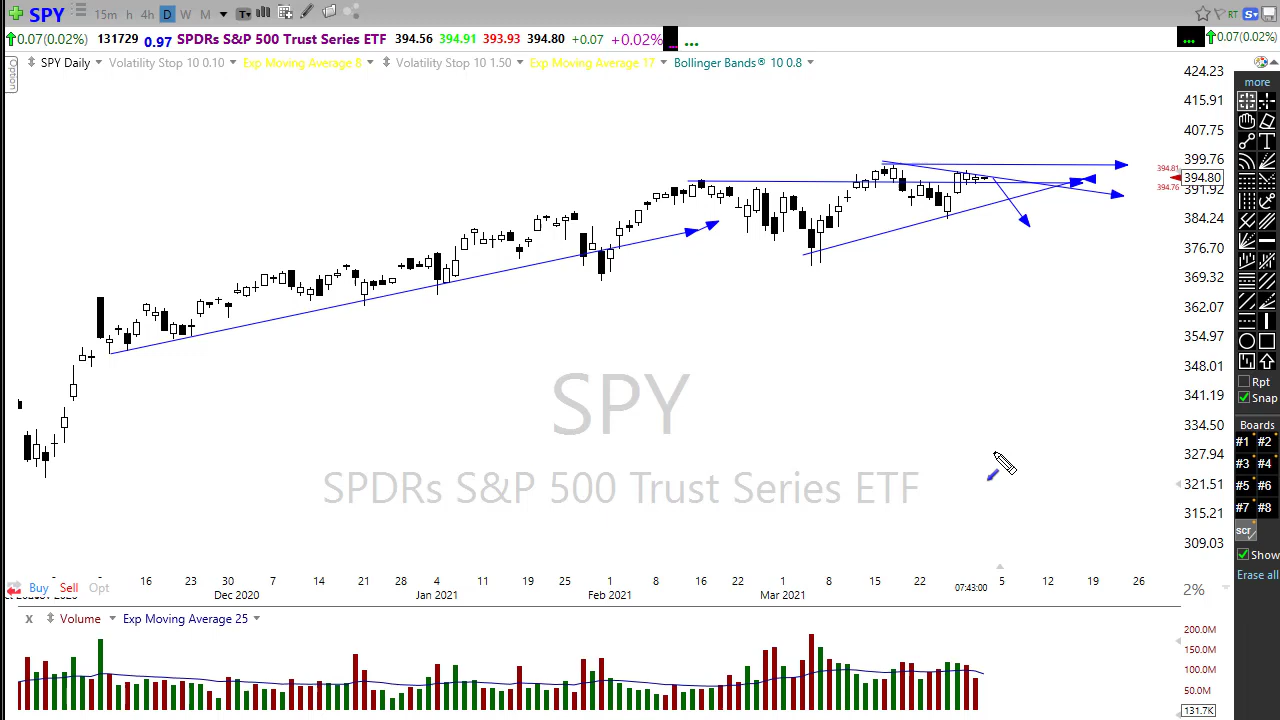 SPY 15m h 4h D W M T RT S
0.07(0.02%) 131729 0.97 SPDRs S&P 500 Trust Series ETF 394.56 394.91 393.93 394.80 +0.07 +0.02% ... ... 0.07(0.02%)
Option
SPY Daily Volatility Stop 10 0.10 Exp Moving Average 8 Volatility Stop 10 1.50 Exp Moving Average 17 Bollinger Bands® 10 0.8
424.23
more
415.91
407.75
399.76
394.81
394.80
394.76
391.92
384.24
376.70
369.32
362.07
354.97
348.01
341.19
334.50
327.94
321.51
315.21
309.03
Rpt
Snap
Boards
#1 #2
#3 #4
#5 #6
#7 #8
scr
Show
Erase all
SPY
SPDRs S&P 500 Trust Series ETF
Buy Sell Opt
16 23 30 7 14 21 28 4 11 19 25 1 8 16 22 1 8 15 22 07:43:00 5 12 19 26
Dec 2020 Jan 2021 Feb 2021 Mar 2021
2%
X Volume Exp Moving Average 25
200.0M
150.0M
100.0M
50.0M
131.7K